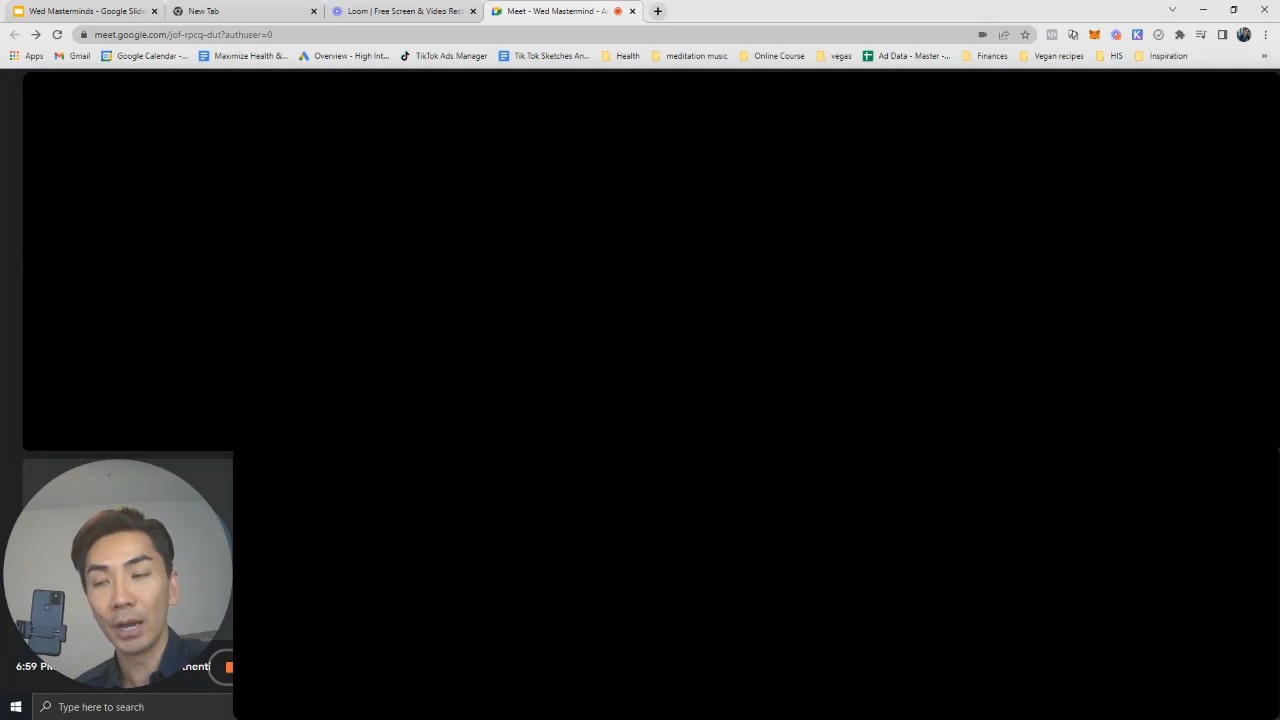 Wed Masterminds - Google Slide
New Tab
Loom | Free Screen & Video Rec
Meet - Wed Mastermind - A
meet.google.com/jof-rpcq-dut?authuser=0
Apps
Gmail
Google Calendar -...
Maximize Health &...
Overview - High Int...
TikTok Ads Manager
Tik Tok Sketches An...
Health
meditation music
Online Course
vegas
Ad Data - Master -...
Finances
Vegan recipes
HIS
Inspiration
»
6:59 P
Type here to search